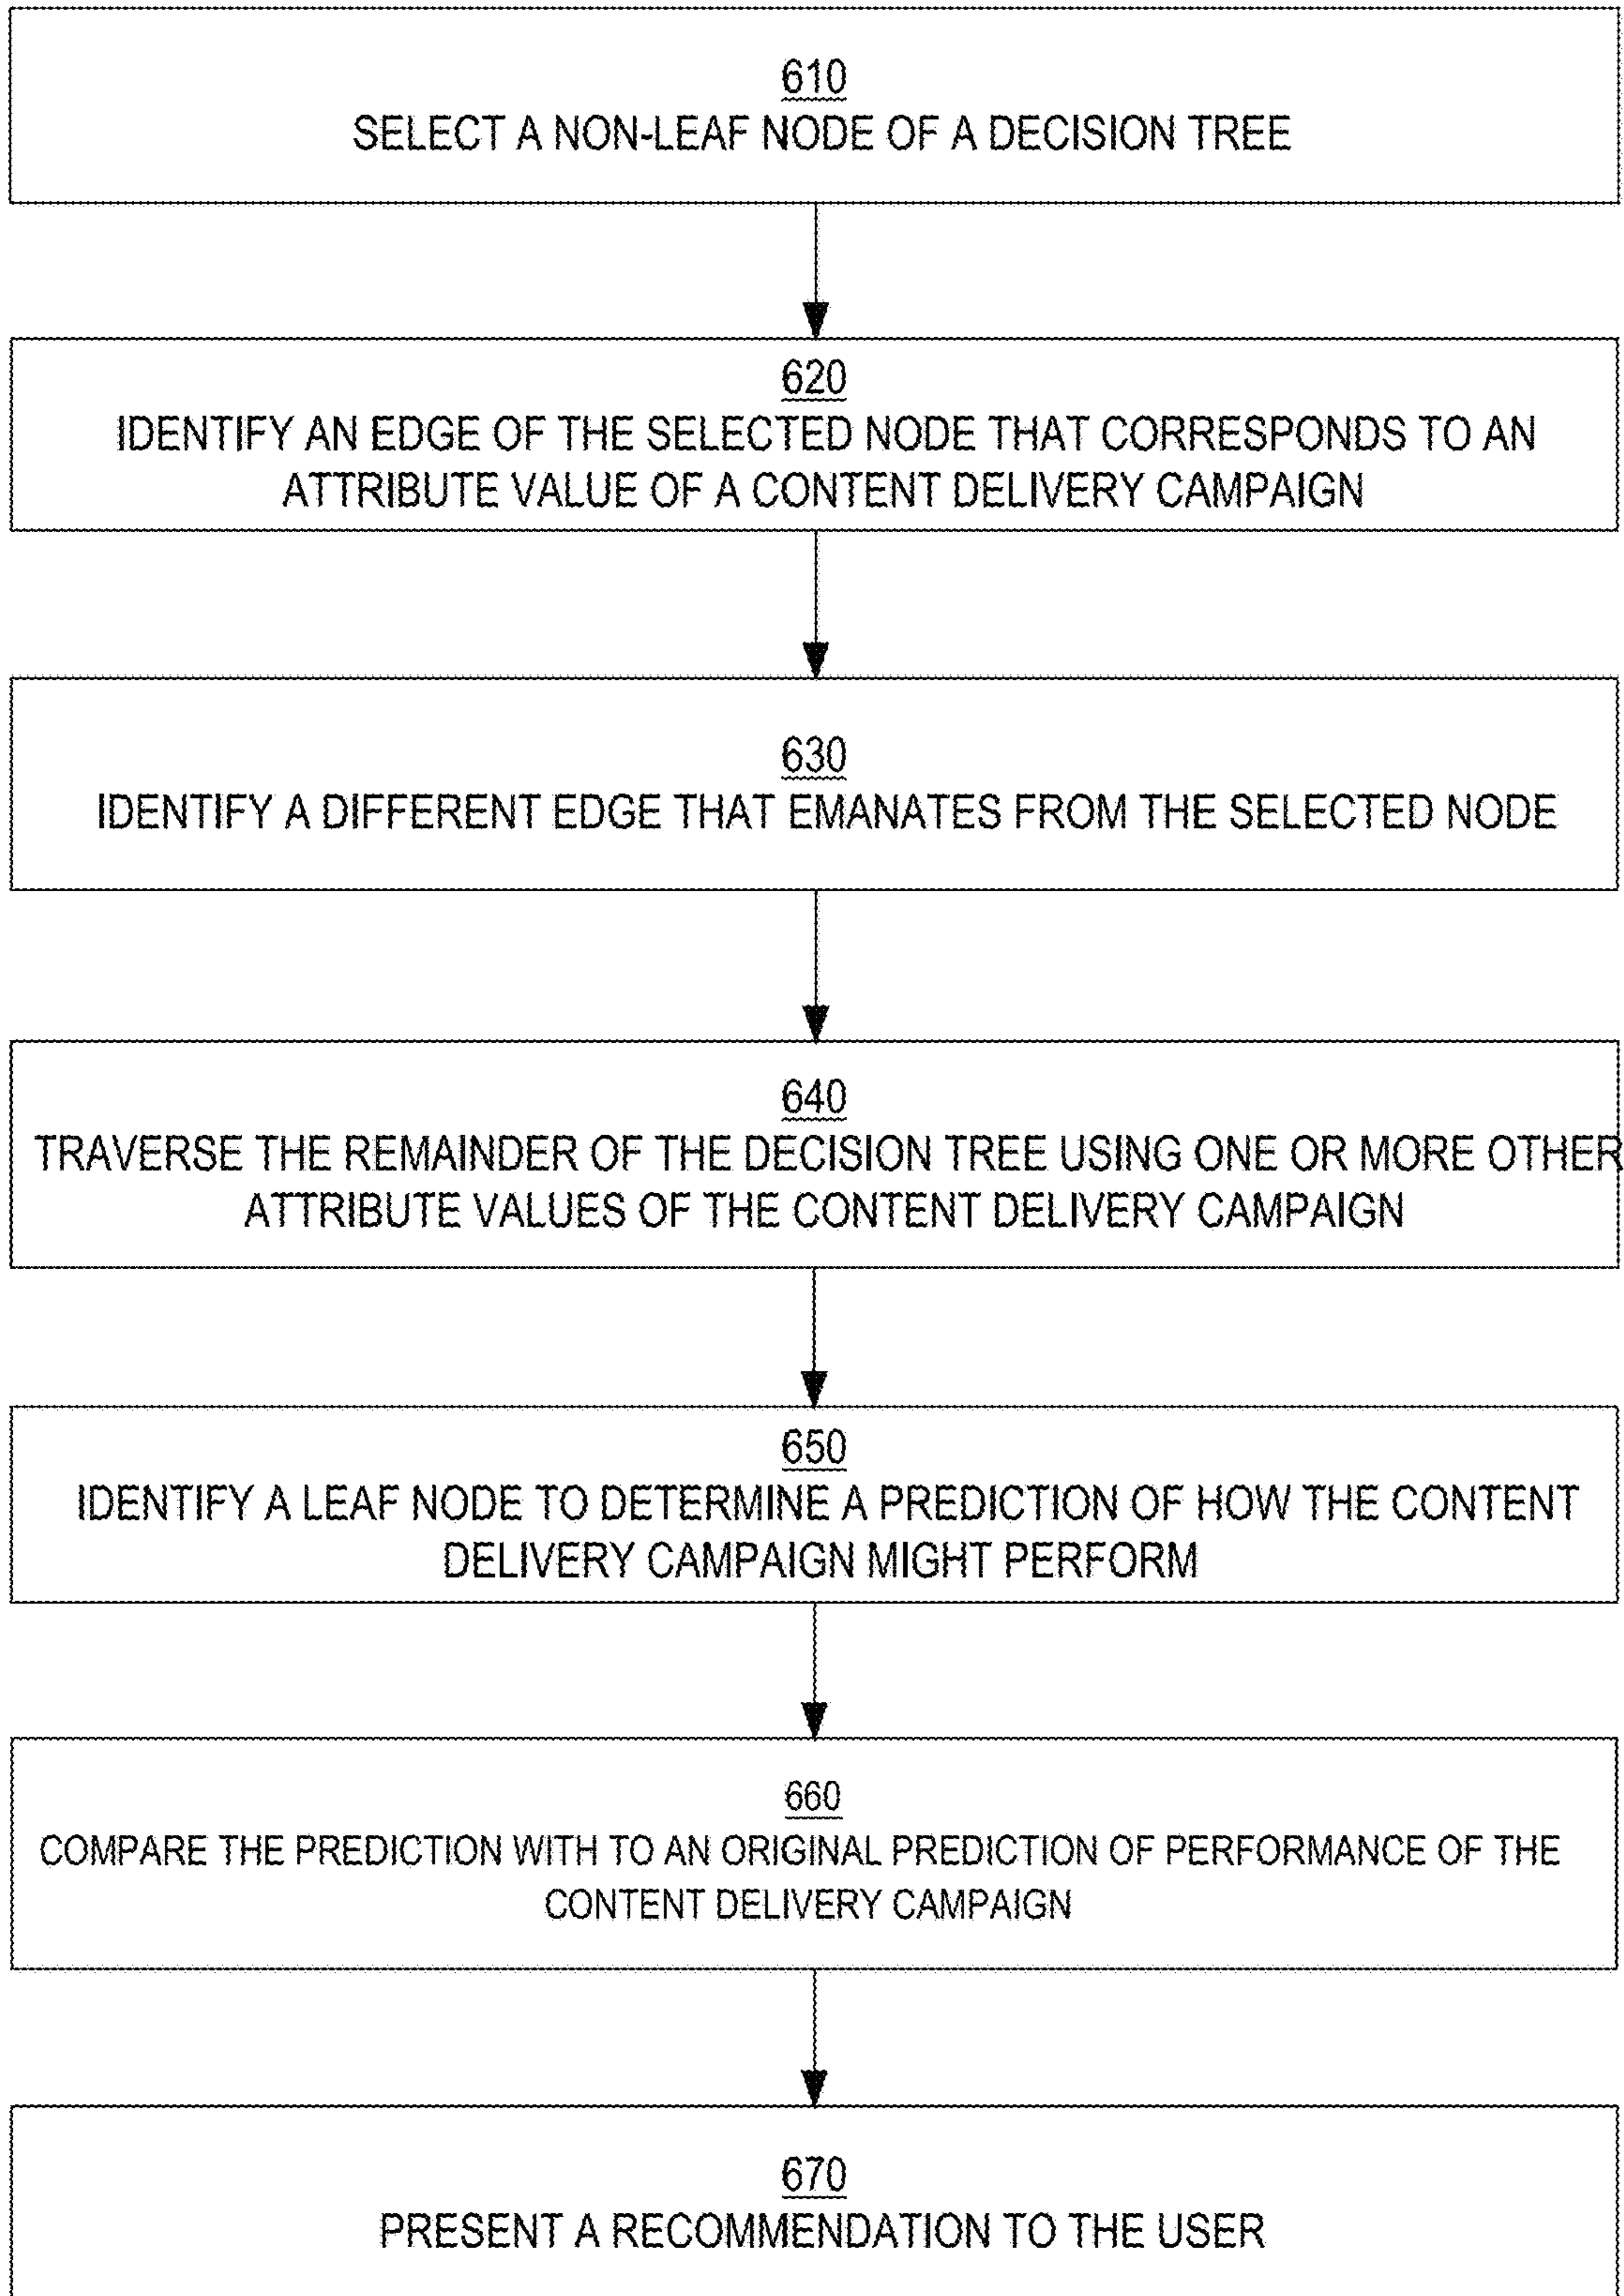 610
SELECT A NON-LEAF NODE OF A DECISION TREE
620
IDENTIFY AN EDGE OF THE SELECTED NODE THAT CORRESPONDS TO AN
ATTRIBUTE VALUE OF A CONTENT DELIVERY CAMPAIGN
630
IDENTIFY A DIFFERENT EDGE THAT EMANATES FROM THE SELECTED NODE
640
TRAVERSE THE REMAINDER OF THE DECISION TREE USING ONE OR MORE OTHER
ATTRIBUTE VALUES OF THE CONTENT DELIVERY CAMPAIGN
650
IDENTIFY A LEAF NODE TO DETERMINE A PREDICTION OF HOW THE CONTENT
DELIVERY CAMPAIGN MIGHT PERFORM
660
COMPARE THE PREDICTION WITH TO AN ORIGINAL PREDICTION OF PERFORMANCE OF THE
CONTENT DELIVERY CAMPAIGN
670
PRESENT A RECOMMENDATION TO THE USER